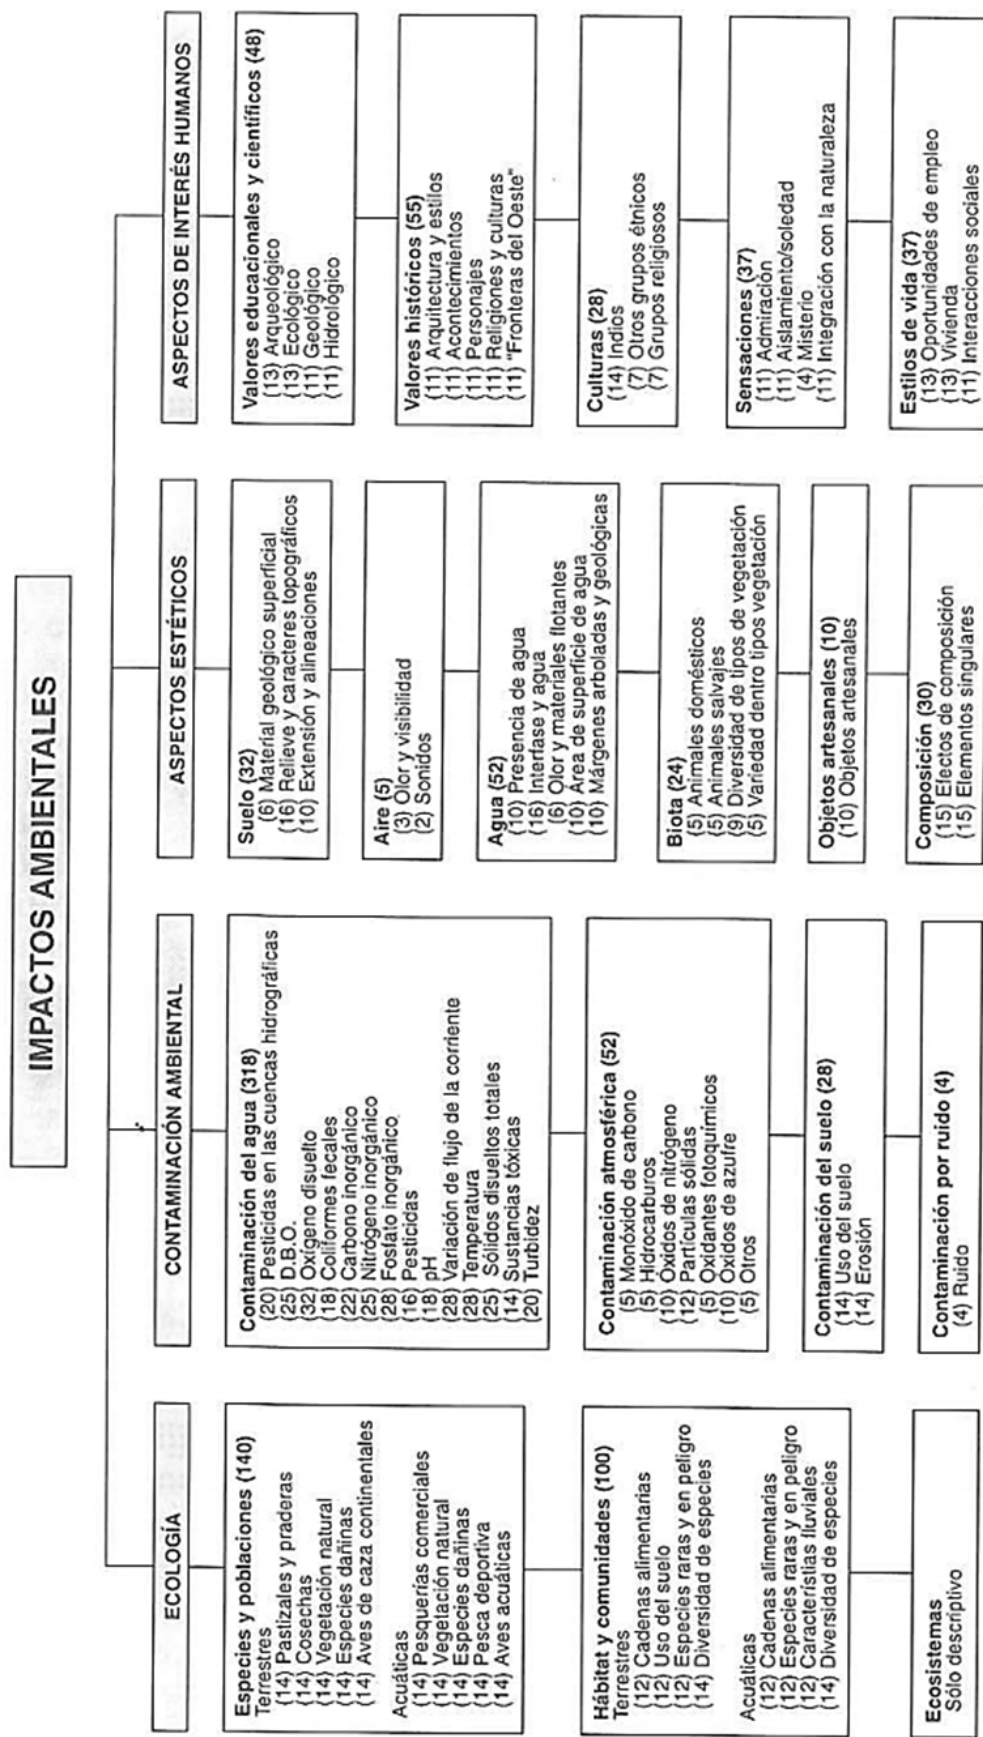 IMPACTOS AMBIENTALES
ECOLOGÍA
Especies y poblaciones (140)
Terrestres
(14) Pastizales y praderas
(14) Cosechas
(14) Vegetación natural
(14) Especies dañinas
(14) Aves de caza continentales
Acuáticas
(14) Pesquerías comerciales
(14) Vegetación natural
(14) Especies dañinas
(14) Pesca deportiva
(14) Aves acuáticas
Hábitat y comunidades (100)
Terrestres
(12) Cadenas alimentarias
(12) Uso del suelo
(12) Especies raras y en peligro
(14) Diversidad de especies
Acuáticas
(12) Cadenas alimentarias
(12) Especies raras y en peligro
(12) Característias fluviales
(14) Diversidad de especies
Ecosistemas
Sólo descriptivo
CONTAMINACIÓN AMBIENTAL
Contaminación del agua (318)
(20) Pesticidas en las cuencas hidrográficas
(25) D.B.O.
(32) Oxígeno disuelto
(18) Coliformes fecales
(22) Carbono inorgánico
(25) Nitrógeno inorgánico
(28) Fosfato inorgánico
(16) Pesticidas
(18) pH
(28) Variación de flujo de la corriente
(28) Temperatura
(25) Sólidos disueltos totales
(14) Sustancias tóxicas
(20) Turbidez
Contaminación atmosférica (52)
(5) Monóxido de carbono
(5) Hidrocarburos
(10) Óxidos de nitrógeno
(12) Partículas sólidas
(5) Oxidantes fotoquímicos
(10) Óxidos de azufre
(5) Otros
Contaminación del suelo (28)
(14) Uso del suelo
(14) Erosión
Contaminación por ruido (4)
(4) Ruido
ASPECTOS ESTÉTICOS
Suelo (32)
(6) Material geológico superficial
(16) Relieve y caracteres topográficos
(10) Extensión y alineaciones
Aire (5)
(3) Olor y visibilidad
(2) Sonidos
Agua (52)
(10) Presencia de agua
(16) Interfase y agua
(6) Olor y materiales flotantes
(10) Área de superficie de agua
(10) Márgenes arboladas y geológicas
Biota (24)
(5) Animales domésticos
(5) Animales salvajes
(9) Diversidad de tipos de vegetación
(5) Variedad dentro tipos vegetación
Objetos artesanales (10)
(10) Objetos artesanales
Composición (30)
(15) Efectos de composición
(15) Elementos singulares
ASPECTOS DE INTERÉS HUMANOS
Valores educacionales y científicos (48)
(13) Arqueológico
(13) Ecológico
(11) Geológico
(11) Hidrológico
Valores históricos (55)
(11) Arquitectura y estilos
(11) Acontecimientos
(11) Personajes
(11) Religiones y culturas
(11) "Fronteras del Oeste"
Culturas (28)
(14) Indios
(7) Otros grupos étnicos
(7) Grupos religiosos
Sensaciones (37)
(11) Admiración
(11) Aislamiento/soledad
(4) Misterio
(11) Integración con la naturaleza
Estilos de vida (37)
(13) Oportunidades de empleo
(13) Vivienda
(11) Interacciones sociales